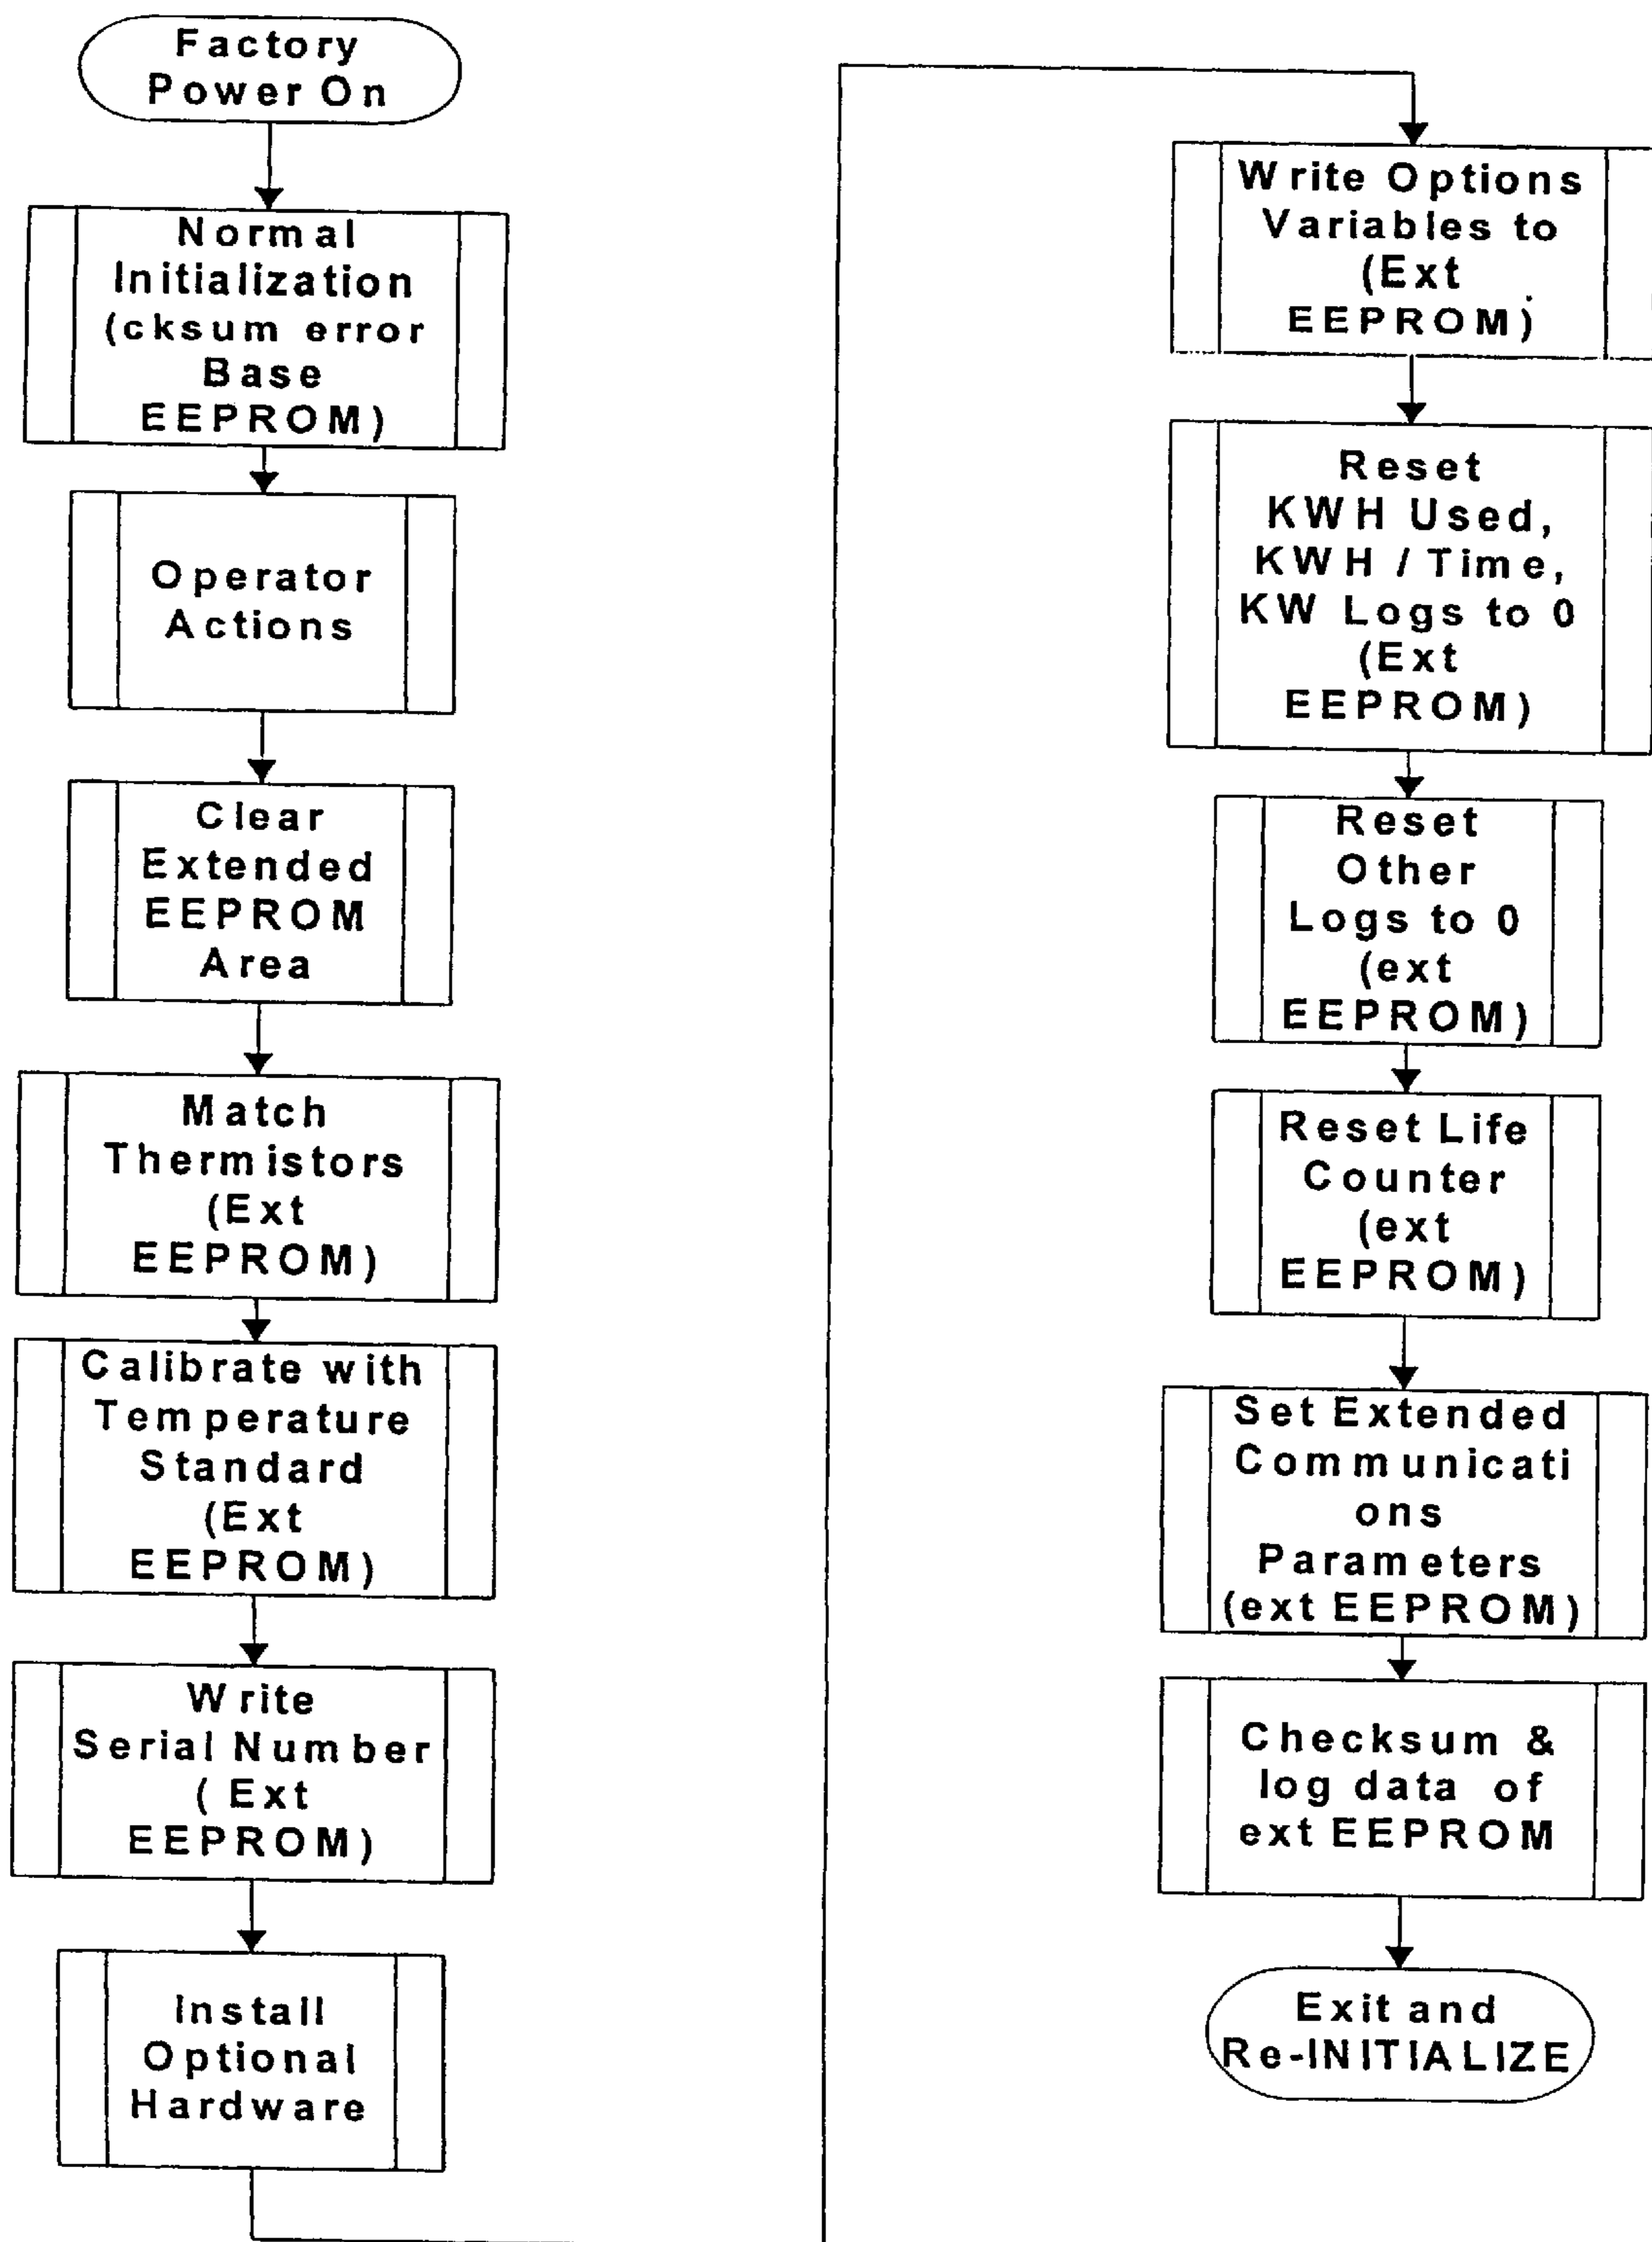 Factory
Power On
Normal
Initialization
(cksum error
Base
EEPROM)
Operator
Actions
Clear
Extended
EEPROM
Area
Match
Thermistors
(Ext
EEPROM)
Calibrate with
Temperature
Standard
(Ext
EEPROM)
Write
Serial Number
( Ext
EEPROM)
Install
Optional
Hardware
Write Options
Variables to
(Ext
EEPROM)
Reset
KWH Used,
KWH / Time,
KW Logs to 0
(Ext
EEPROM)
Reset
Other
Logs to 0
(ext
EEPROM)
Reset Life
Counter
(ext
EEPROM)
Set Extended
Communicati
ons
Parameters
(ext EEPROM)
Checksum &
log data of
ext EEPROM
Exit and
Re-INITIALIZE